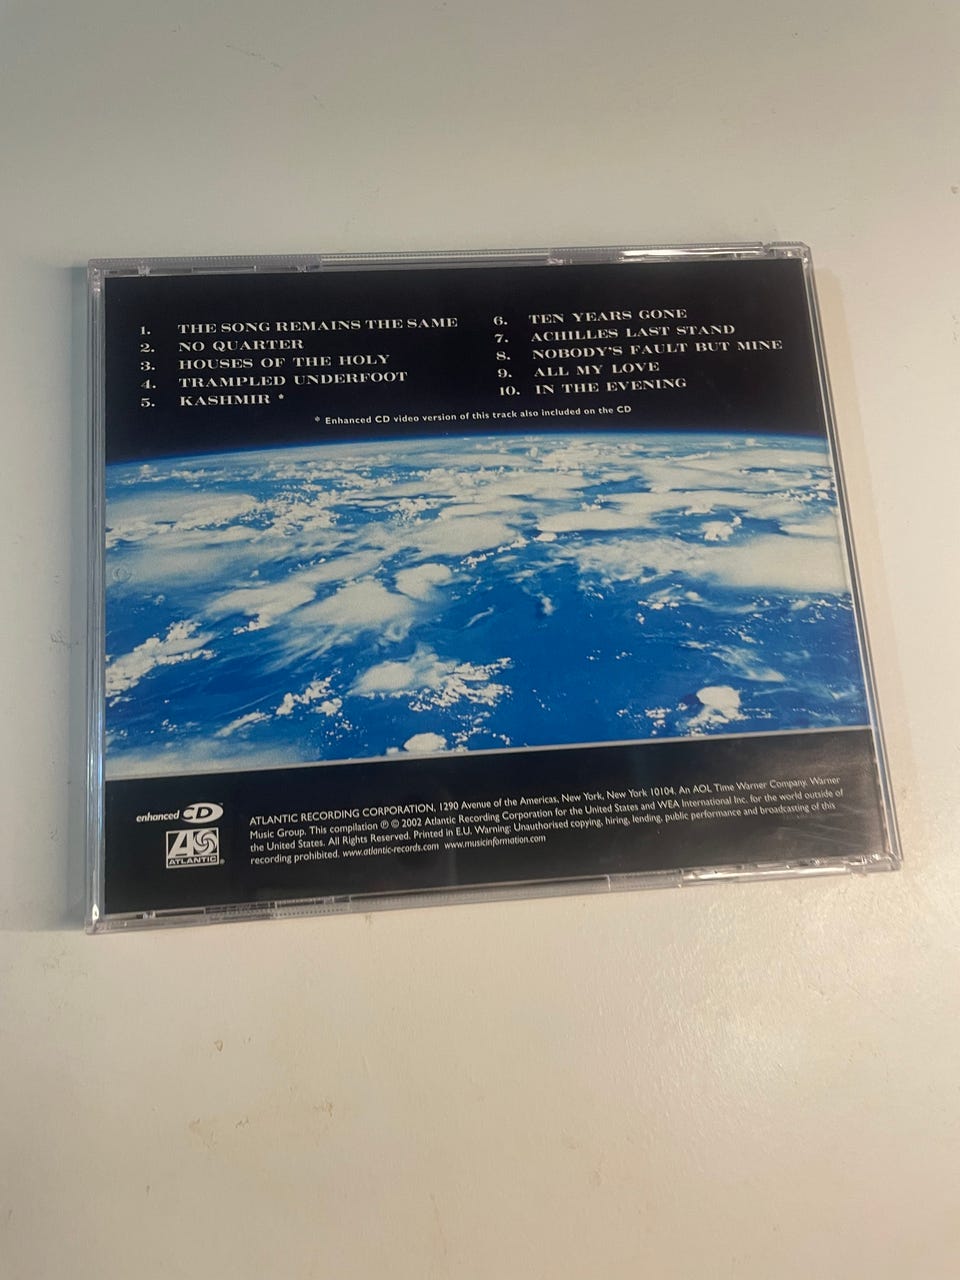 1. THE SONG REMAINS THE SAME
2. NO QUARTER
3. HOUSES OF THE HOLY
4. TRAMPLED UNDERFOOT
5. KASHMIR *
6. TEN YEARS GONE
7. ACHILLES LAST STAND
8. NOBODY'S FAULT BUT MINE
9. ALL MY LOVE
10. IN THE EVENING
* Enhanced CD video version of this track also included on the CD
enhanced CD
ATLANTIC®
ATLANTIC RECORDING CORPORATION, 1290 Avenue of the Americas, New York, New York 10104. An AOL Time Warner Company. Warner
Music Group. This compilation ℗ © 2002 Atlantic Recording Corporation for the United States and WEA International Inc. for the world outside of
the United States. All Rights Reserved. Printed in E.U. Warning: Unauthorised copying, hiring, lending, public performance and broadcasting of this
recording prohibited. www.atlantic-records.com www.musicinformation.com